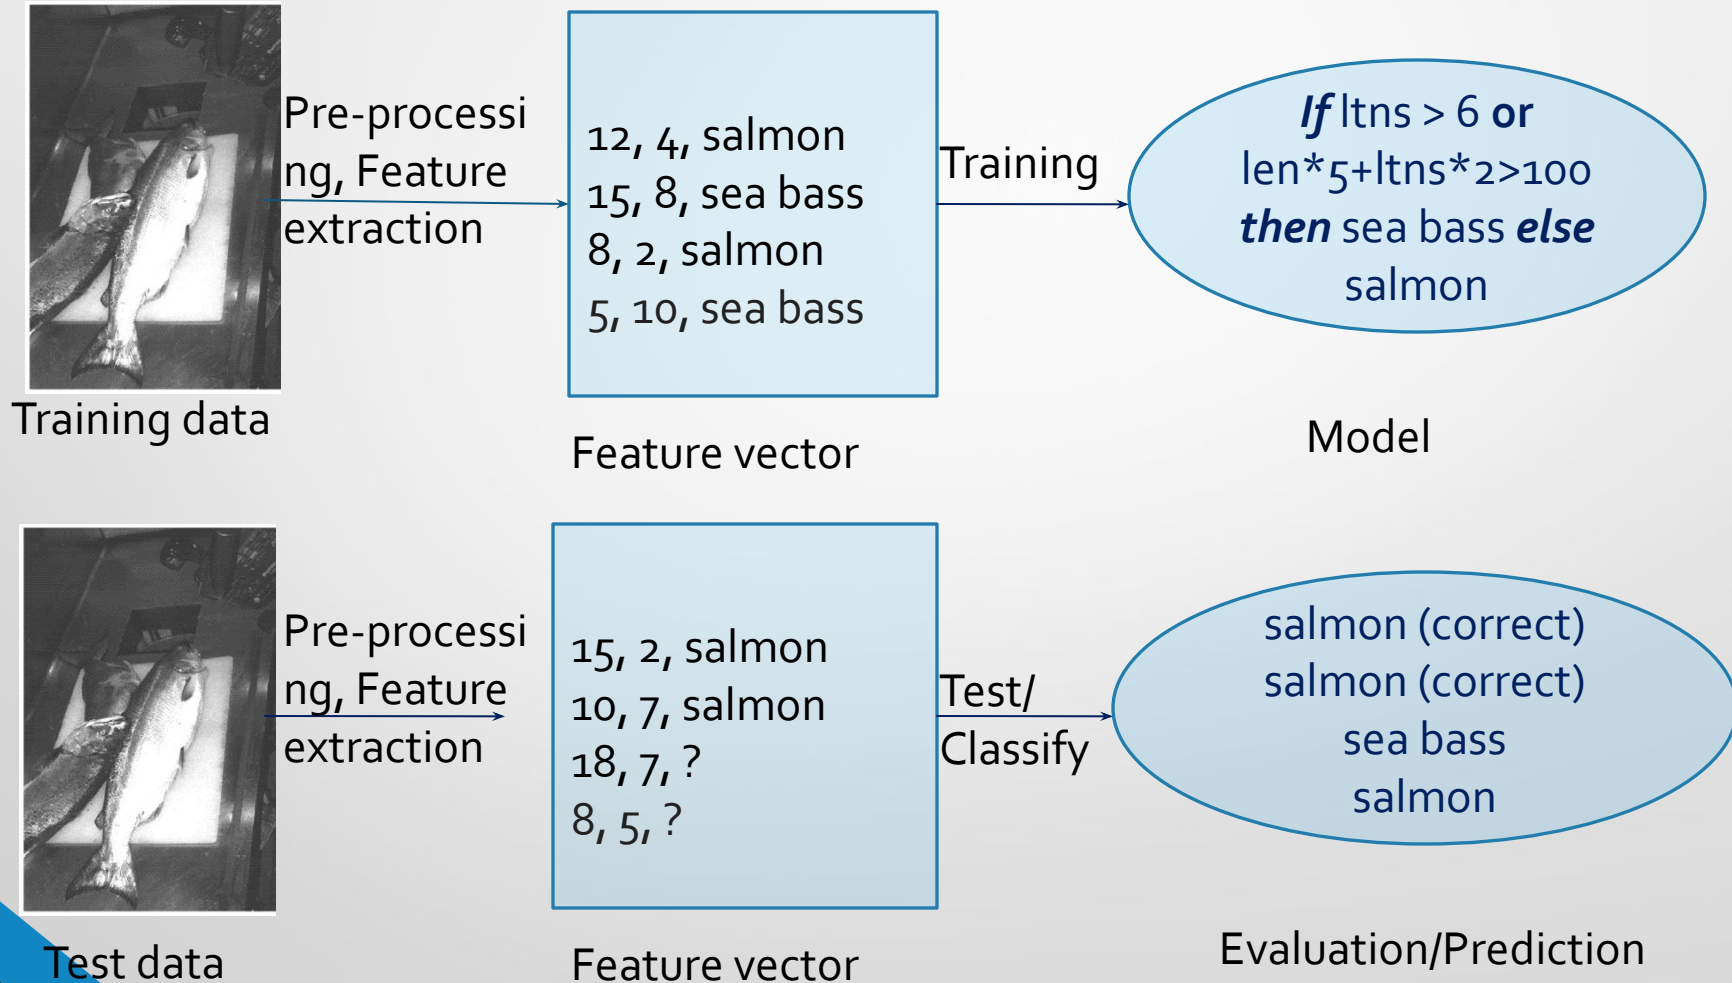 Pre-processi
ng, Feature
extraction
12, 4, salmon
15, 8, sea bass
8, 2, salmon
5, 10, sea bass
Training
If ltns > 6 or
len*5+ltns*2>100
then sea bass else
salmon
Training data
Feature vector
Model
Pre-processi
ng, Feature
extraction
15, 2, salmon
10, 7, salmon
18, 7, ?
8, 5, ?
Test/
Classify
salmon (correct)
salmon (correct)
sea bass
salmon
Test data
Feature vector
Evaluation/Prediction